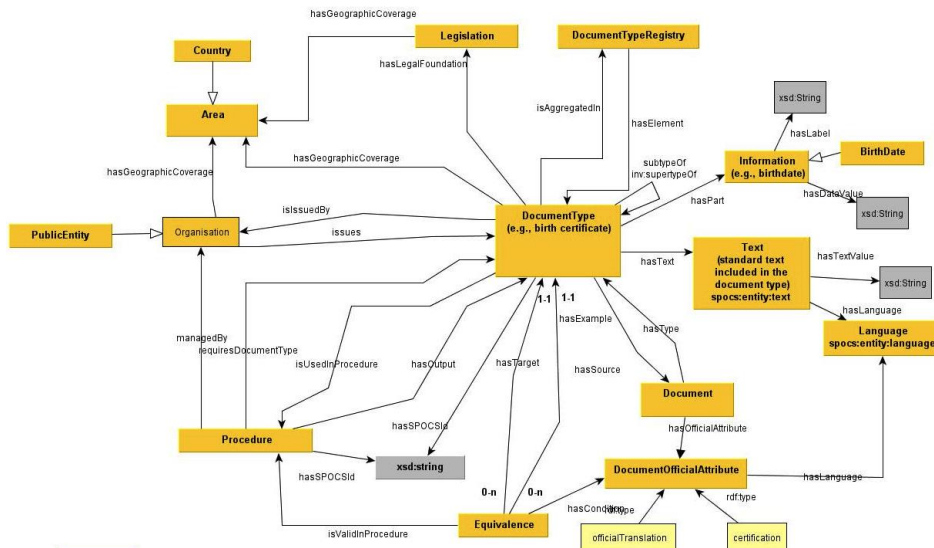 hasGeographicCoverage
Legislation
DocumentTypeRegistry
Country
hasLegalFoundation
xsd:String
isAggregatedIn
Area
hasElement
hasLabel
BirthDate
Information
(e.g., birthdate)
hasGeographicCoverage
subtypeOf
inv:supertypeOf
hasGeographicCoverage
hasPart
hasDataValue
isIssuedBy
DocumentType
(e.g., birth certificate)
xsd:String
PublicEntity
Organisation
issues
Text
(standard text
included in the
document type)
spocs:entity:text
hasText
hasTextValue
xsd:String
1-1
1-1
hasLanguage
hasExample
Language
spocs:entity:language
managedBy
requiresDocumentType
hasType
isUsedInProcedure
hasOutput
hasTarget
hasSource
Document
hasSPOCSId
hasOfficialAttribute
Procedure
xsd:string
DocumentOfficialAttribute
hasSPOCSId
hasLanguage
rdf:type
0-n
0-n
hasCondition
rdf:type
Equivalence
isValidInProcedure
officialTranslation
certification